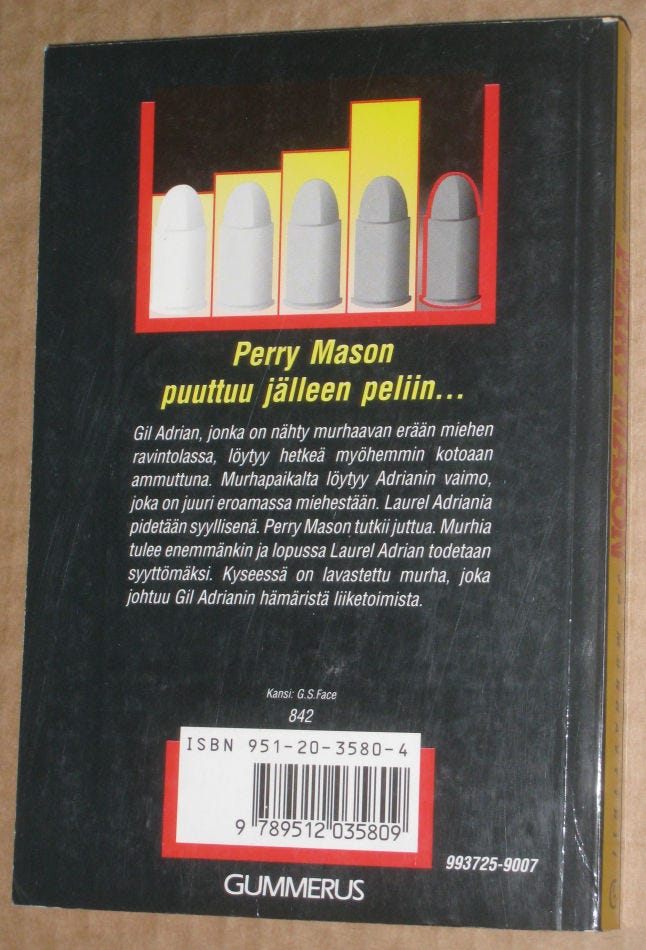 Perry Mason
puuttuu jälleen peliin...
Gil Adrian, jonka on nähty murhaavan erään miehen
ravintolassa, löytyy hetkeä myöhemmin kotoaan
ammuttuna. Murhapaikalta löytyy Adrianin vaimo,
joka on juuri eroamassa miehestään. Laurel Adriania
pidetään syyllisenä. Perry Mason tutkii juttua. Murhia
tulee enemmänkin ja lopussa Laurel Adrian todetaan
syyttömäksi. Kyseessä on lavastettu murha, joka
johtuu Gil Adrianin hämäristä liiketoimista.
Kansi: G.S.Face
842
ISBN 951-20-3580-4
9 789512 035809
993725-9007
GUMMERUS